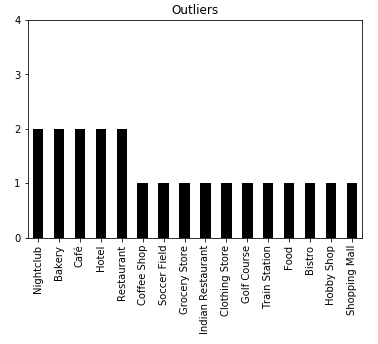 Outliers
4
3
2
1
0
Nightclub
Bakery
Café
Hotel
Restaurant
Coffee Shop
Soccer Field
Grocery Store
Indian Restaurant
Clothing Store
Golf Course
Train Station
Food
Bistro
Hobby Shop
Shopping Mall